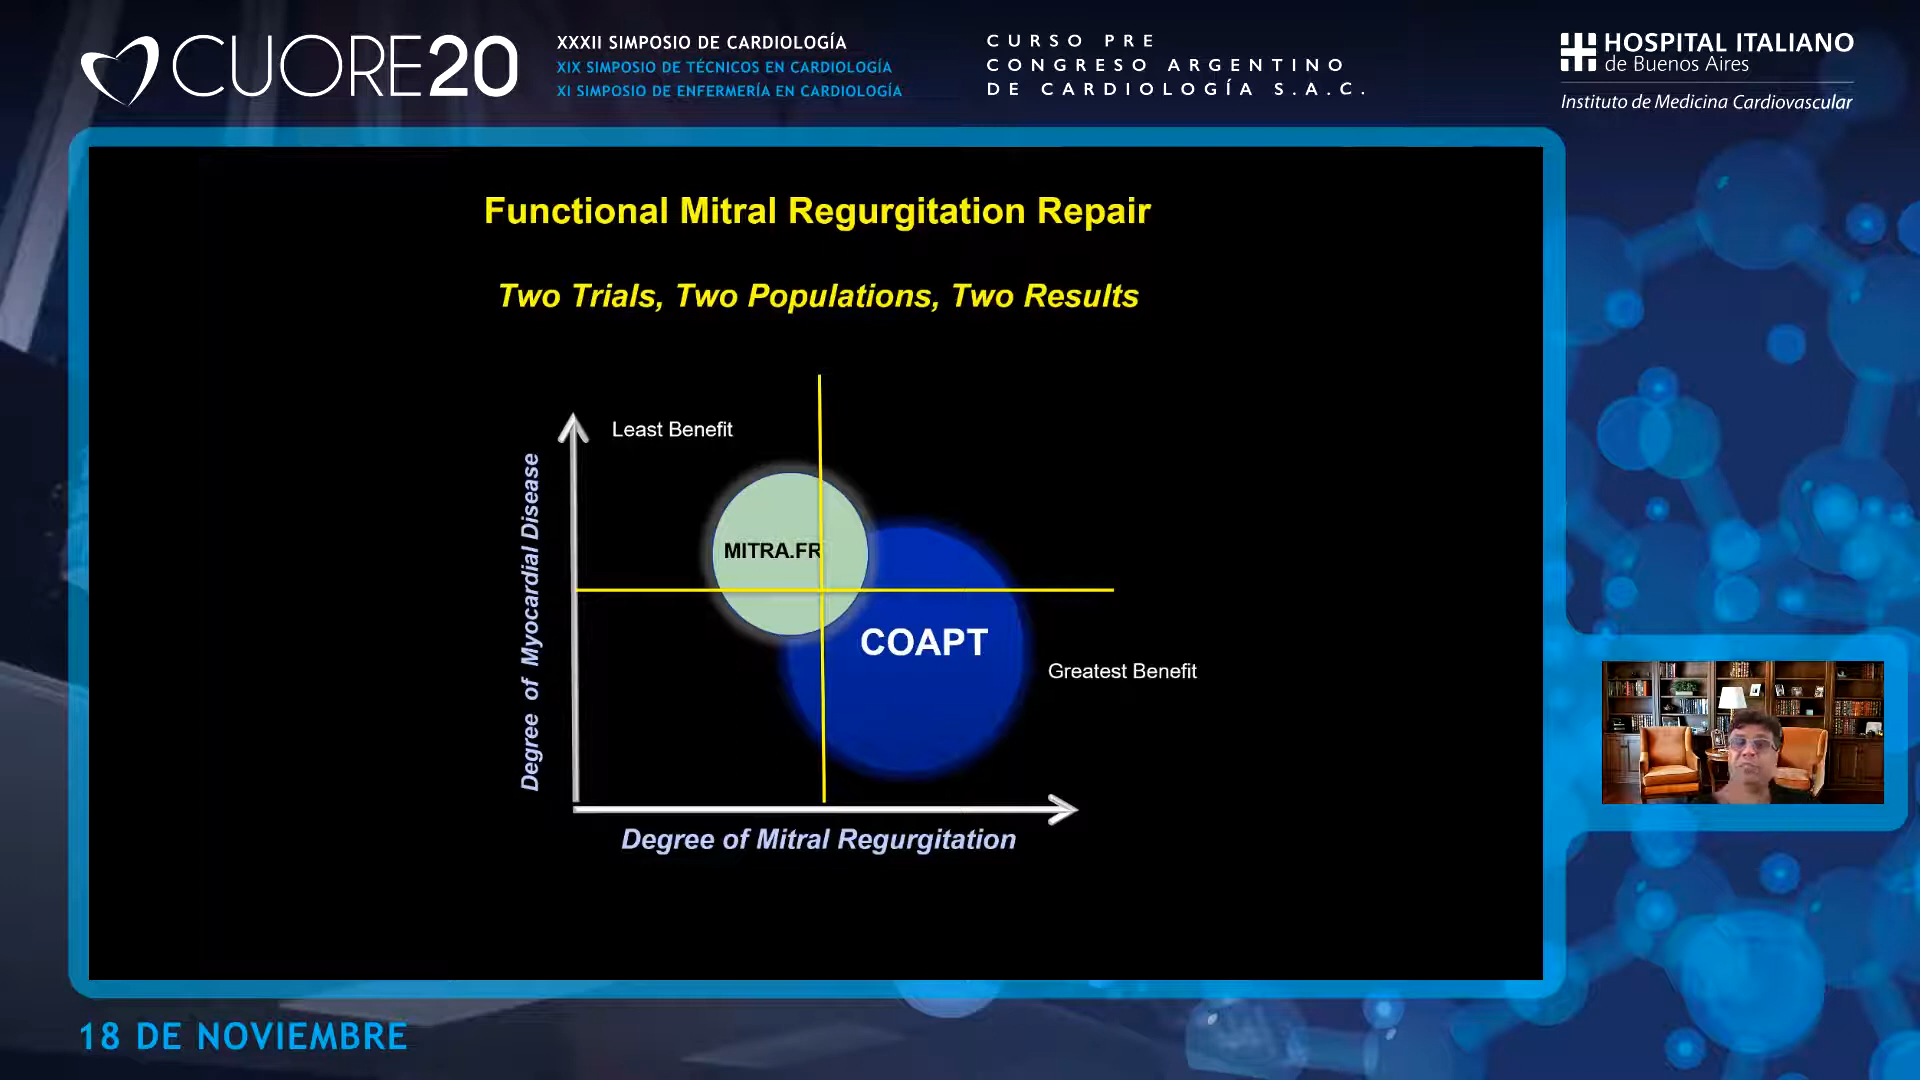 CUORE20
XXXII SIMPOSIO DE CARDIOLOGÍA
XIX SIMPOSIO DE TÉCNICOS EN CARDIOLOGÍA
XI SIMPOSIO DE ENFERMERÍA EN CARDIOLOGÍA
CURSO PRE
CONGRESO ARGENTINO
DE CARDIOLOGÍA S.A.C.
HOSPITAL ITALIANO
de Buenos Aires
Instituto de Medicina Cardiovascular
Functional Mitral Regurgitation Repair
Two Trials, Two Populations, Two Results
Least Benefit
Degree of Myocardial Disease
MITRA.FR
COAPT
Greatest Benefit
Degree of Mitral Regurgitation
18 DE NOVIEMBRE